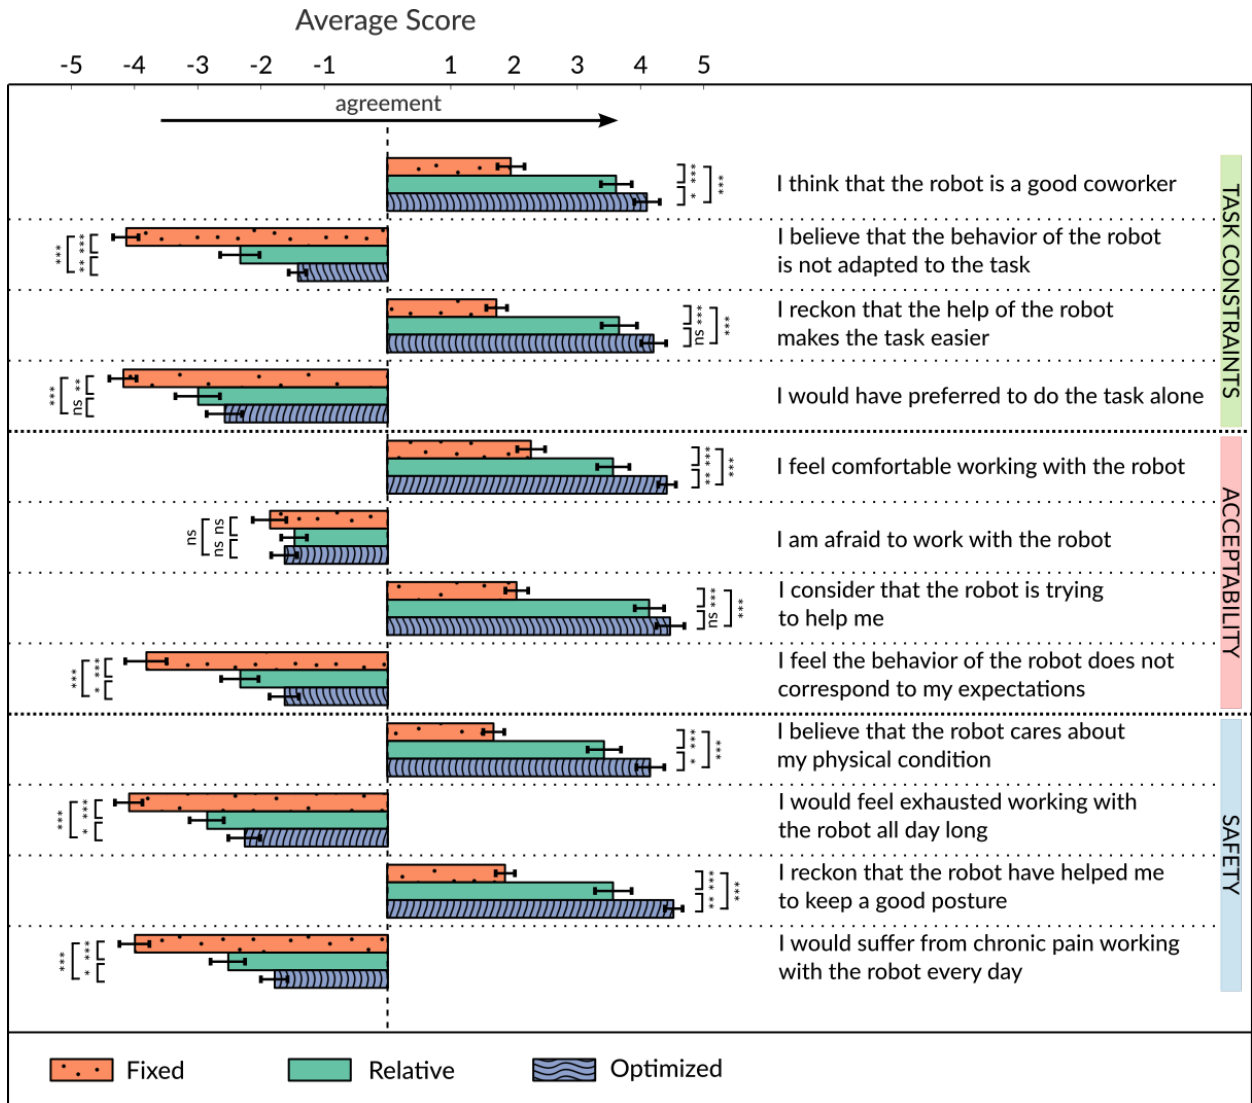 Average Score
-5 -4 -3 -2 -1 1 2 3 4 5
agreement
*** * ***
I think that the robot is a good coworker
TASK CONSTRAINTS
*** ** ***
I believe that the behavior of the robot
is not adapted to the task
*** ns ***
I reckon that the help of the robot
makes the task easier
*** ns **
I would have preferred to do the task alone
*** ** ***
I feel comfortable working with the robot
ACCEPTABILITY
ns ns ns
I am afraid to work with the robot
*** ns ***
I consider that the robot is trying
to help me
*** * ***
I feel the behavior of the robot does not
correspond to my expectations
*** * ***
I believe that the robot cares about
my physical condition
SAFETY
*** * ***
I would feel exhausted working with
the robot all day long
*** ** ***
I reckon that the robot have helped me
to keep a good posture
*** * ***
I would suffer from chronic pain working
with the robot every day
Fixed
Relative
Optimized